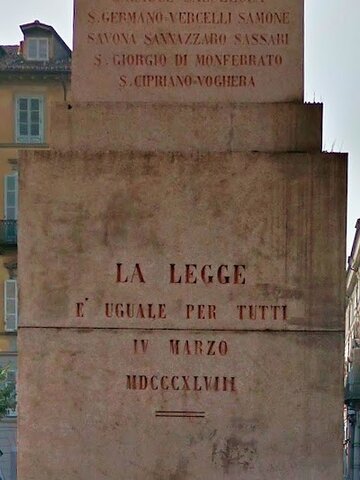 S. GERMANO-VERCELLI SAMONE
SAVONA SANNAZZARO SASSARI
S. GIORGIO DI MONFERRATO
S. CIPRIANO-VOGHERA
LA LEGGE
E' UGUALE PER TUTTI
IV MARZO
MDCCCXLVIII